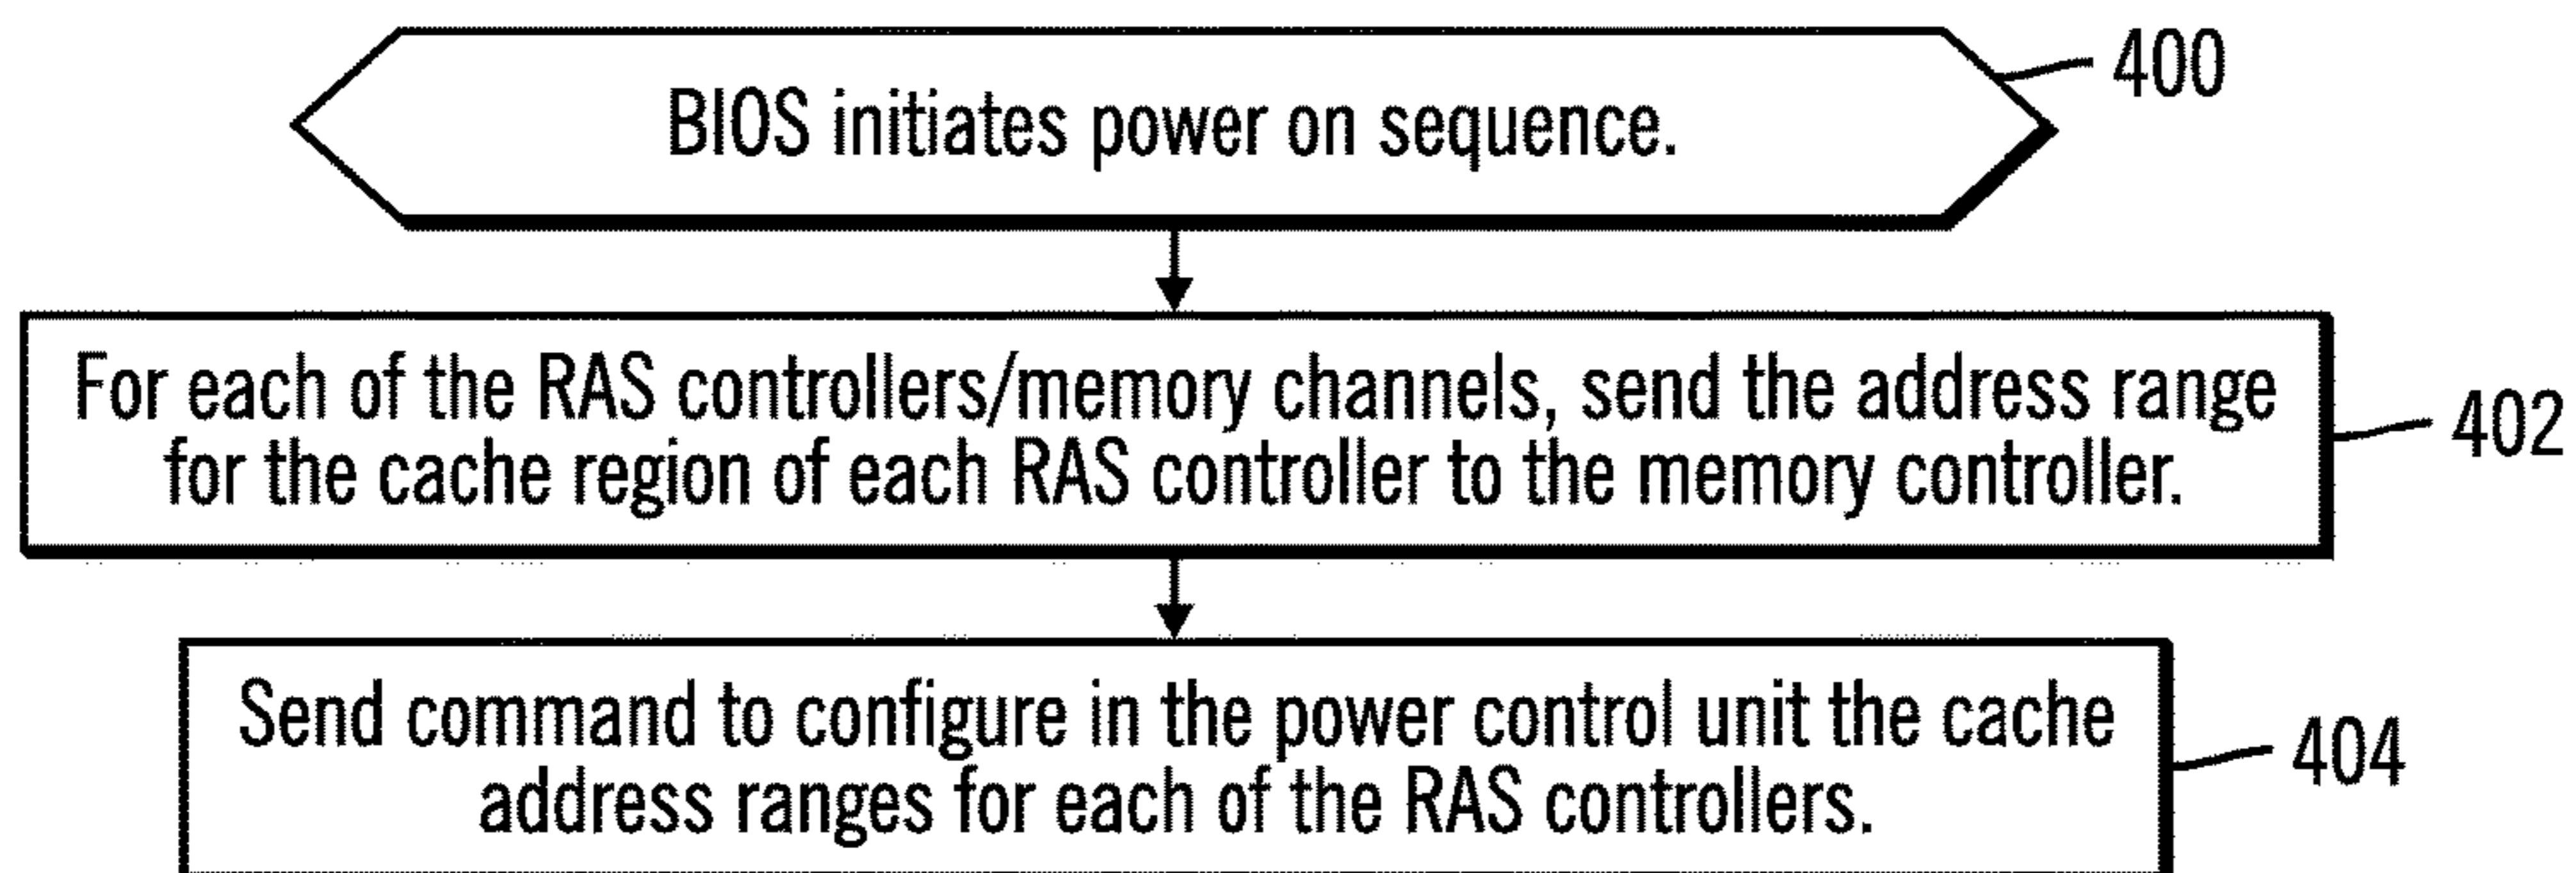 BIOS initiates power on sequence.
400
For each of the RAS controllers/memory channels, send the address range
for the cache region of each RAS controller to the memory controller.
402
Send command to configure in the power control unit the cache
address ranges for each of the RAS controllers.
404